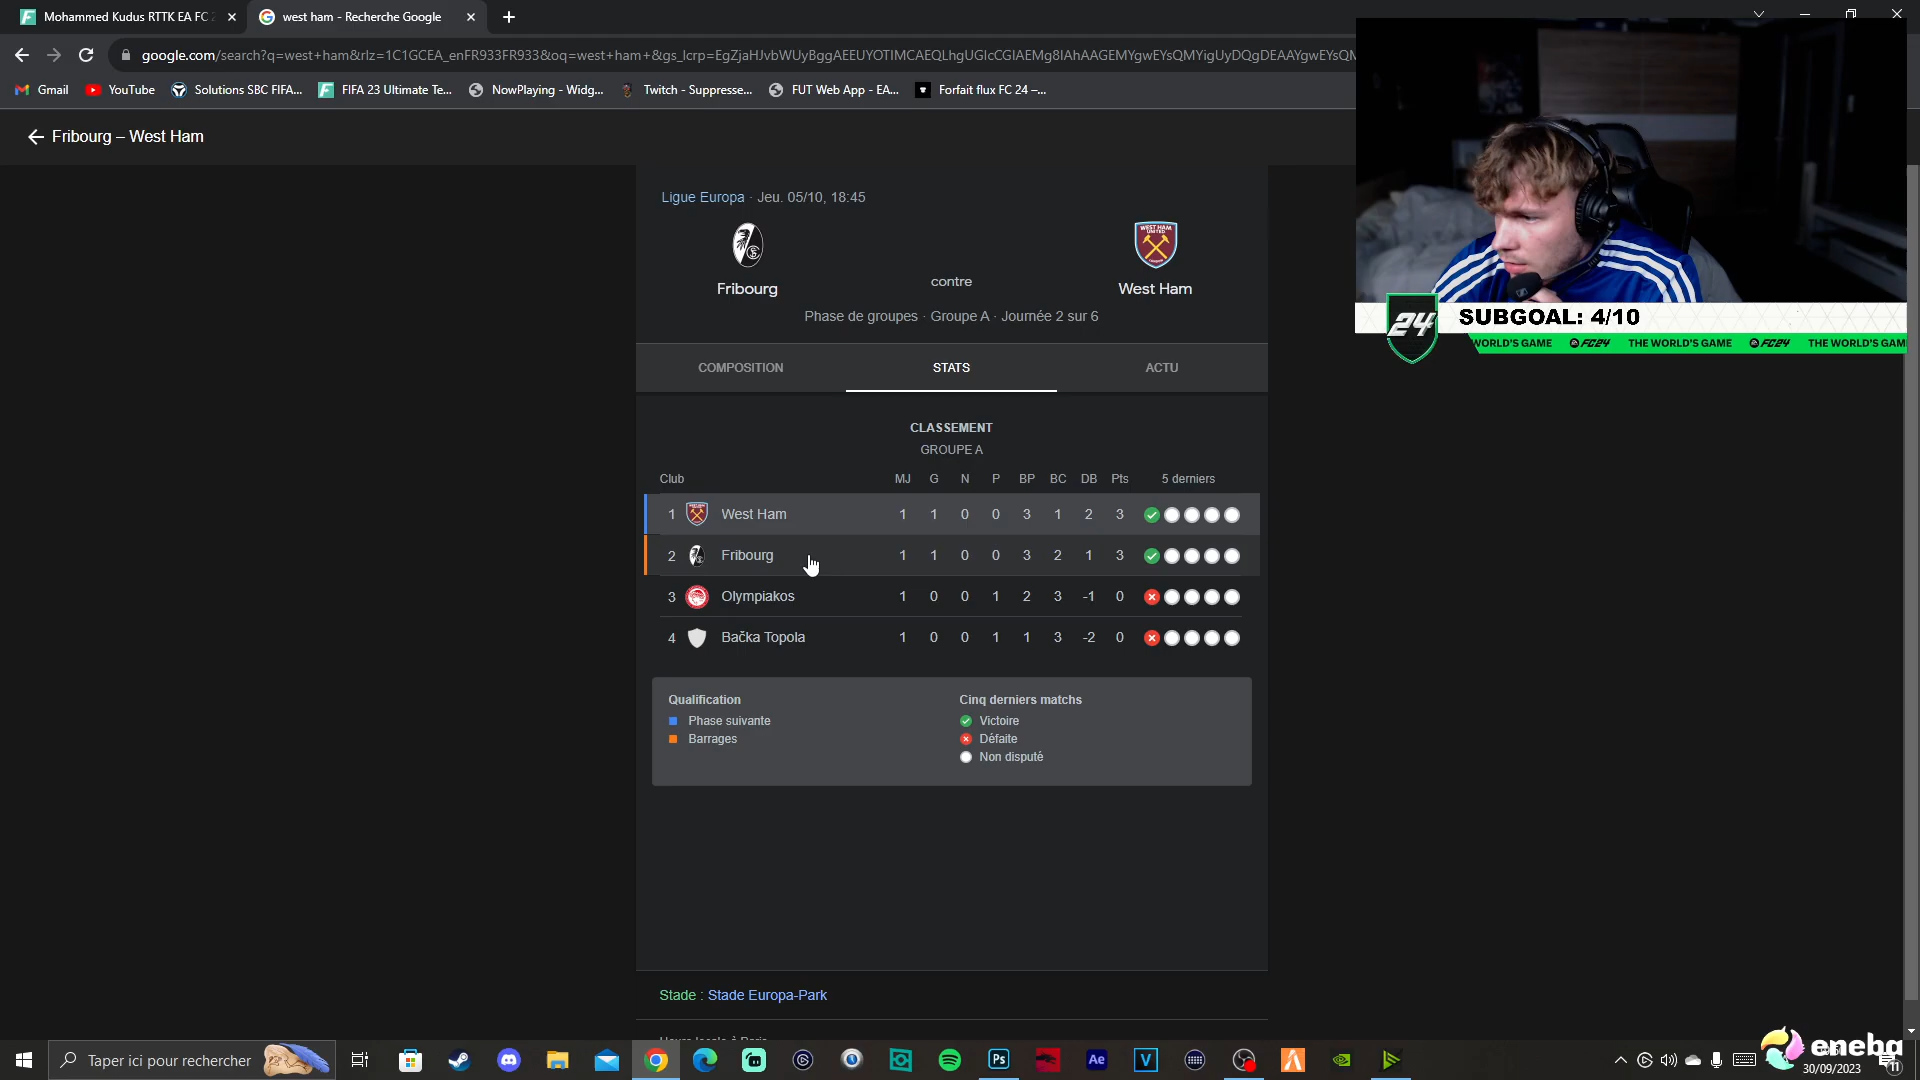 Mohammed Kudus RTTK EA FC 2
west ham - Recherche Google
google.com/search?q=west+ham&rlz=1C1GCEA_enFR933FR933&oq=west+ham+&gs_lcrp=
Gmail
YouTube
Solutions SBC FIFA...
FIFA 23 Ultimate Te...
NowPlaying - Widg...
Twitch - Suppresse...
FUT Web App - EA...
Forfait flux FC 24 –...
Fribourg – West Ham
Ligue Europa · Jeu. 05/10, 18:45
WEST HAM UNITED
Fribourg
contre
West Ham
Phase de groupes · Groupe A · Journée 2 sur 6
COMPOSITION STATS ACTU
CLASSEMENT
GROUPE A
Club MJ G N P BP BC DB Pts 5 derniers
1 West Ham 1 1 0 0 3 1 2 3
2 Fribourg 1 1 0 0 3 2 1 3
3 Olympiakos 1 0 0 1 2 3 -1 0
4 Bačka Topola 1 0 0 1 1 3 -2 0
Qualification
Phase suivante
Barrages
Cinq derniers matchs
Victoire
Défaite
Non disputé
Stade : Stade Europa-Park
24
SUBGOAL: 4/10
WORLD'S GAME FC24 THE WORLD'S GAME FC24 THE WORLD'S GAM
Taper ici pour rechercher
Ps
Ae
V
eneba
30/09/2023
11